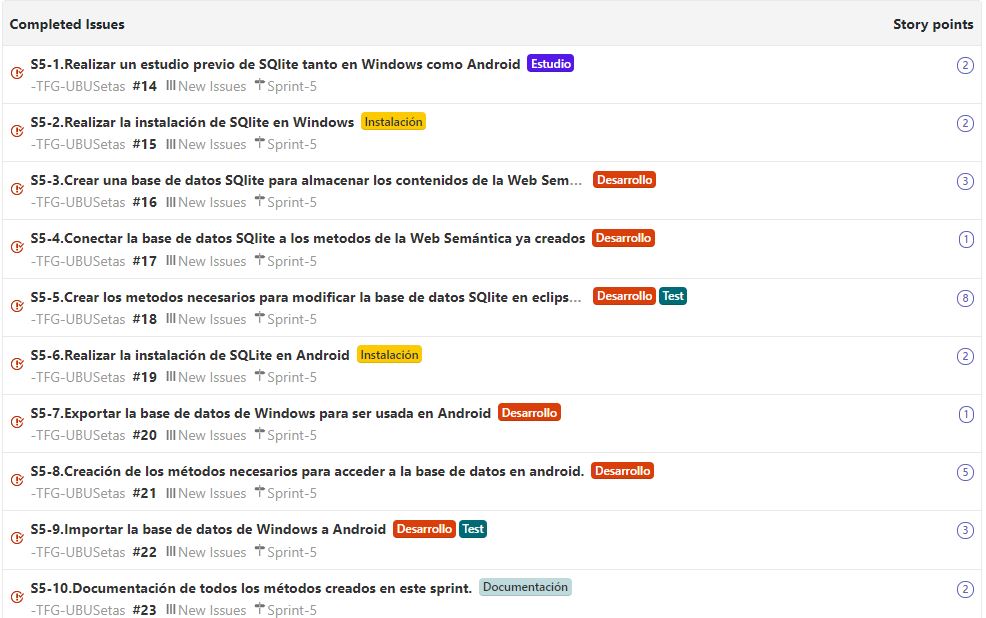 Completed Issues Story points
S5-1.Realizar un estudio previo de SQlite tanto en Windows como Android Estudio 2
-TFG-UBUSetas #14 New Issues Sprint-5
S5-2.Realizar la instalación de SQlite en Windows Instalación 2
-TFG-UBUSetas #15 New Issues Sprint-5
S5-3.Crear una base de datos SQlite para almacenar los contenidos de la Web Sem... Desarrollo 3
-TFG-UBUSetas #16 New Issues Sprint-5
S5-4.Conectar la base de datos SQlite a los metodos de la Web Semántica ya creados Desarrollo 1
-TFG-UBUSetas #17 New Issues Sprint-5
S5-5.Crear los metodos necesarios para modificar la base de datos SQlite en eclips... Desarrollo Test 8
-TFG-UBUSetas #18 New Issues Sprint-5
S5-6.Realizar la instalación de SQLite en Android Instalación 2
-TFG-UBUSetas #19 New Issues Sprint-5
S5-7.Exportar la base de datos de Windows para ser usada en Android Desarrollo 1
-TFG-UBUSetas #20 New Issues Sprint-5
S5-8.Creación de los métodos necesarios para acceder a la base de datos en android. Desarrollo 5
-TFG-UBUSetas #21 New Issues Sprint-5
S5-9.Importar la base de datos de Windows a Android Desarrollo Test 3
-TFG-UBUSetas #22 New Issues Sprint-5
S5-10.Documentación de todos los métodos creados en este sprint. Documentación 2
-TFG-UBUSetas #23 New Issues Sprint-5